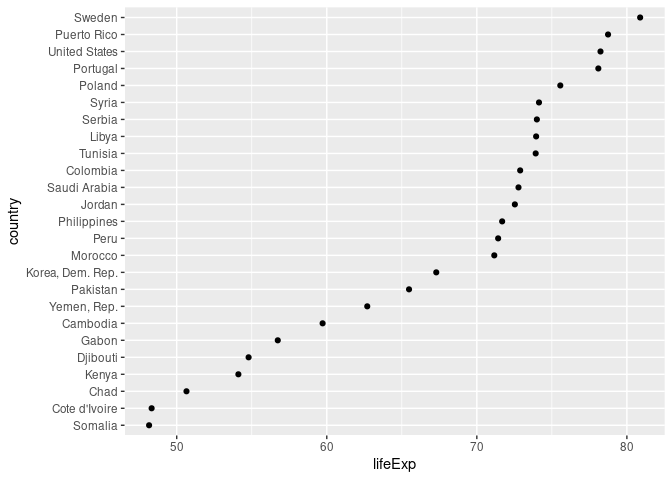 Sweden
Puerto Rico
United States
Portugal
Poland
Syria
Serbia
Libya
Tunisia
Colombia
Saudi Arabia
Jordan
Philippines
Peru
Morocco
Korea, Dem. Rep.
Pakistan
Yemen, Rep.
Cambodia
Gabon
Djibouti
Kenya
Chad
Cote d'Ivoire
Somalia
country
50 60 70 80
lifeExp